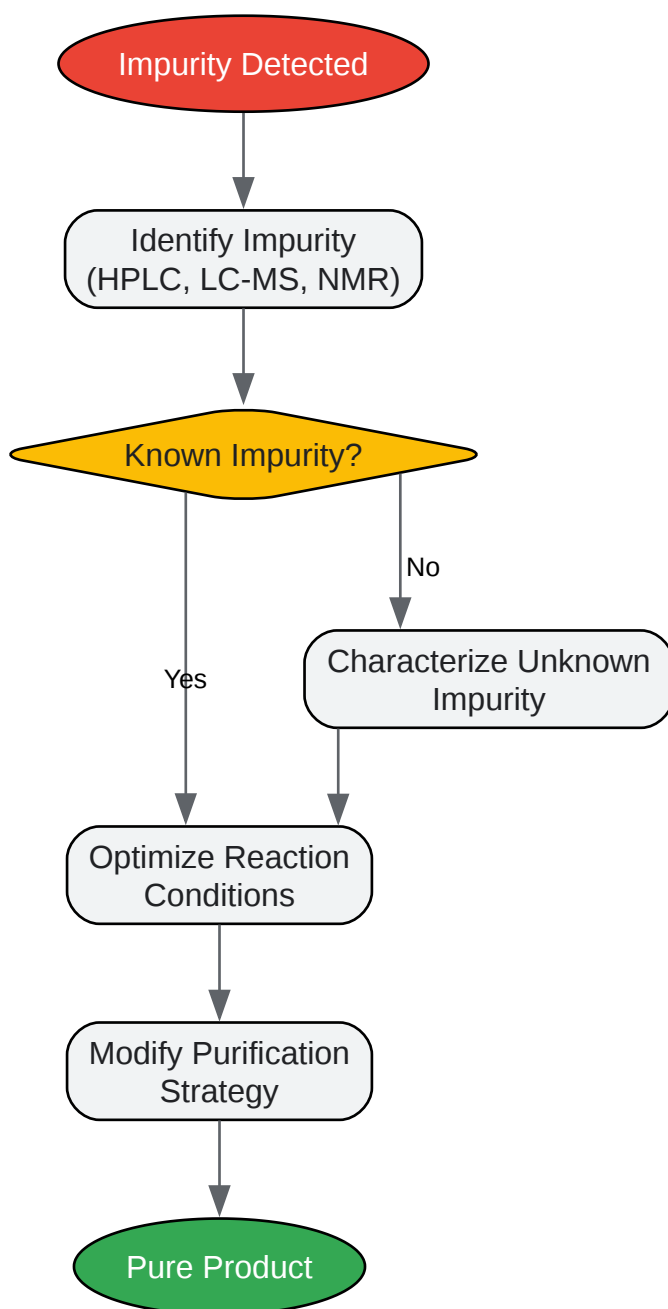 Impurity Detected
Identify Impurity
(HPLC, LC-MS, NMR)
Known Impurity?
No
Characterize Unknown
Impurity
Yes
Optimize Reaction
Conditions
Modify Purification
Strategy
Pure Product